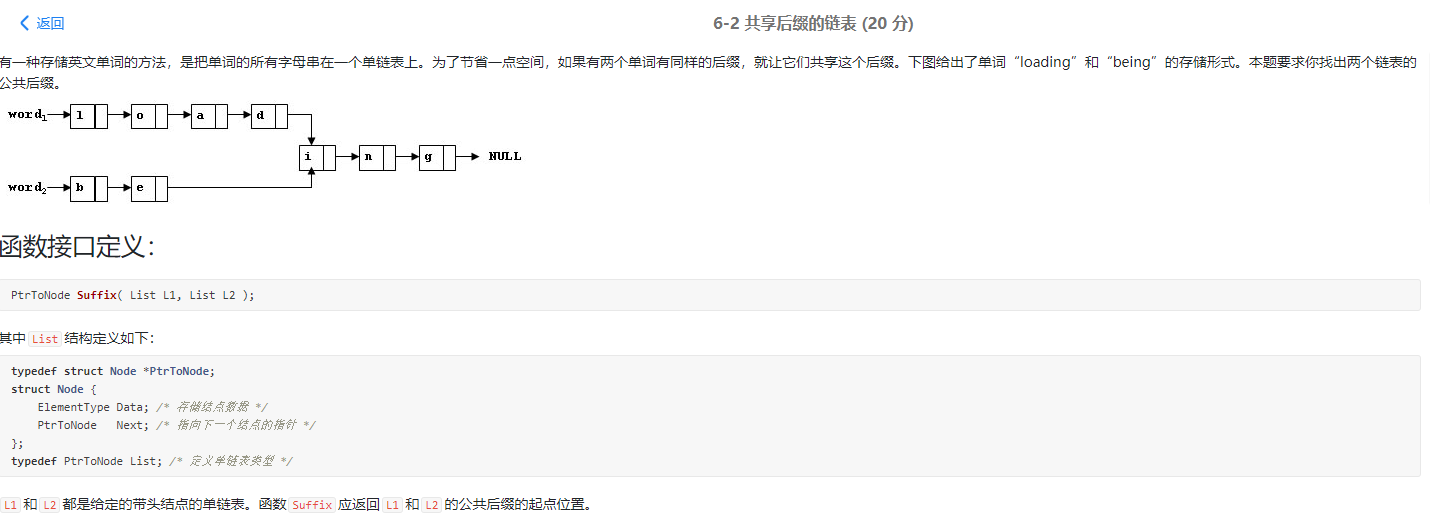 返回
6-2 共享后缀的链表 (20 分)
有一种存储英文单词的方法，是把单词的所有字母串在一个单链表上。为了节省一点空间，如果有两个单词有同样的后缀，就让它们共享这个后缀。下图给出了单词“loading”和“being”的存储形式。本题要求你找出两个链表的
公共后缀。
word1 l o a d
i n g NULL
word2 b e
函数接口定义：
PtrToNode Suffix( List L1, List L2 );
其中 List 结构定义如下：
typedef struct Node *PtrToNode;
struct Node {
    ElementType Data; /* 存储结点数据 */
    PtrToNode   Next; /* 指向下一个结点的指针 */
};
typedef PtrToNode List; /* 定义单链表类型 */
L1 和 L2 都是给定的带头结点的单链表。函数 Suffix 应返回 L1 和 L2 的公共后缀的起点位置。